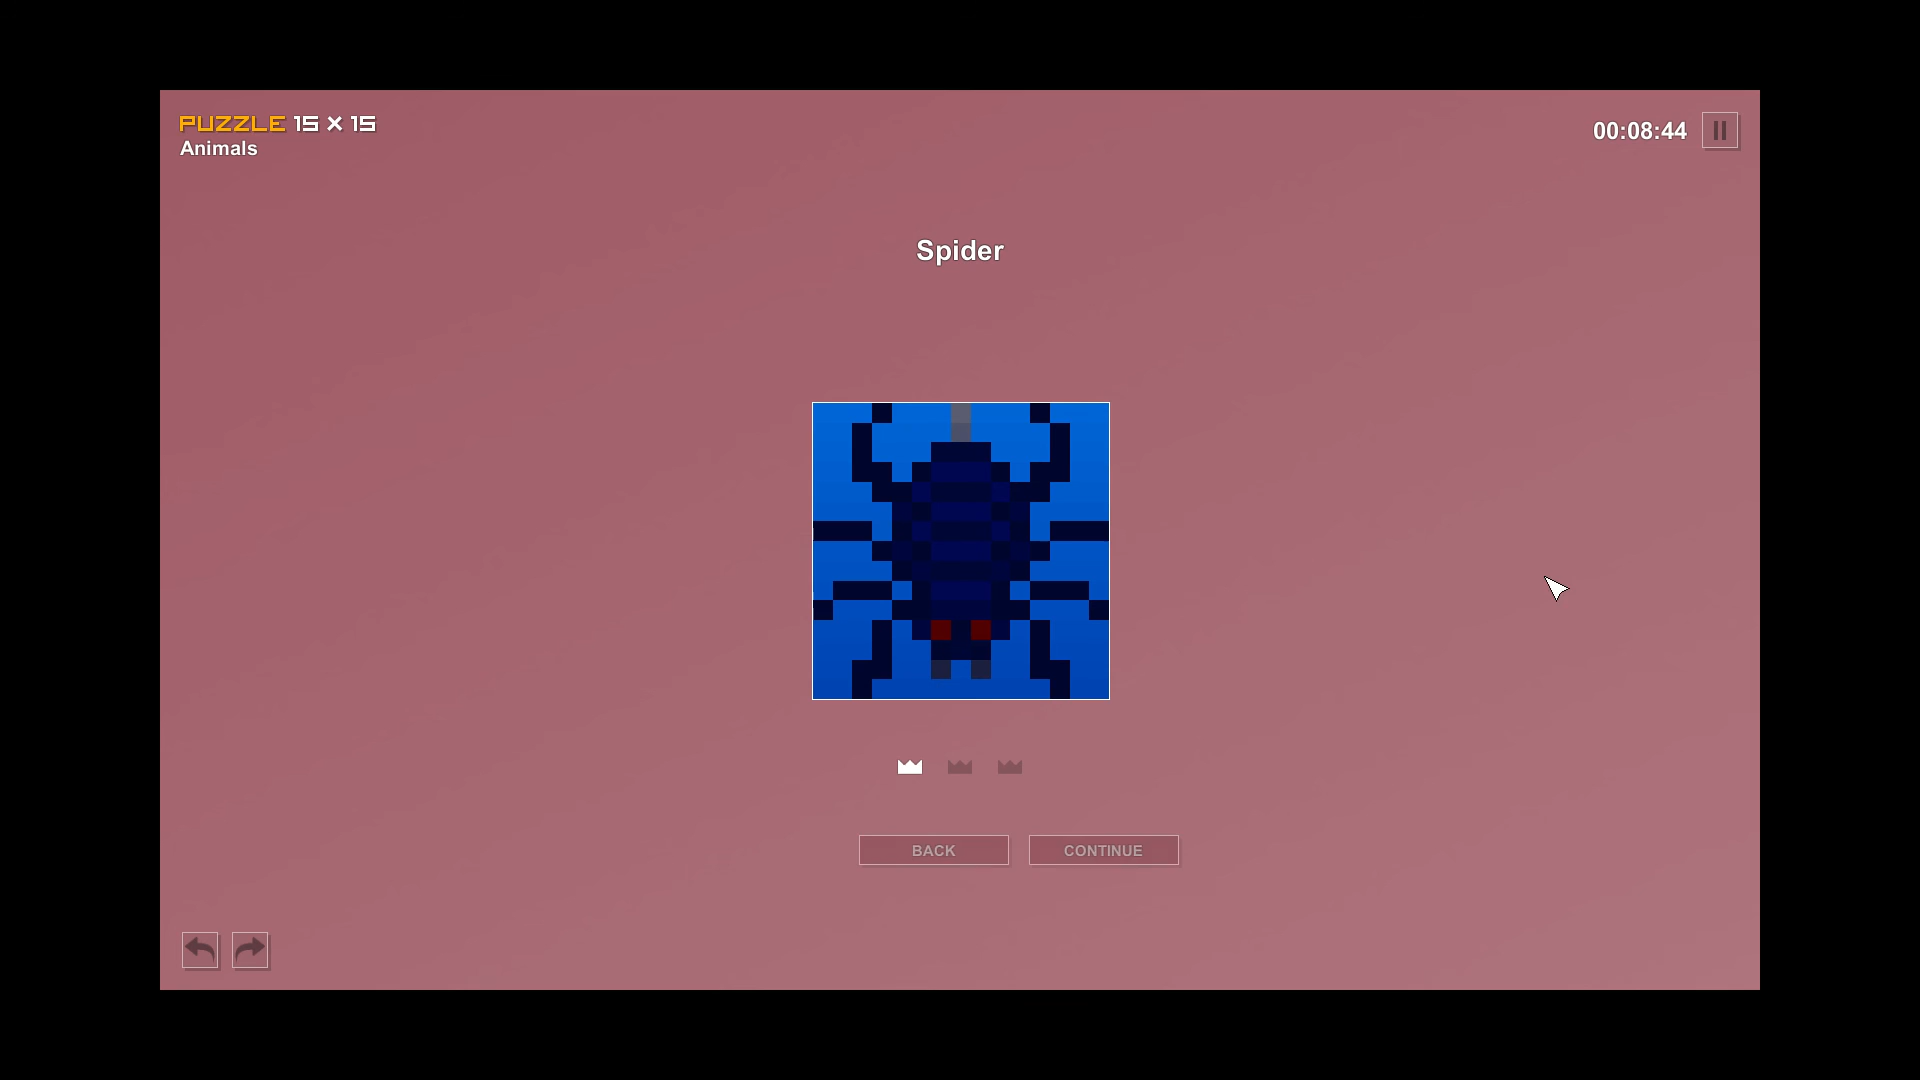 PUZZLE 15 × 15
Animals
00:08:44
Spider
BACK
CONTINUE